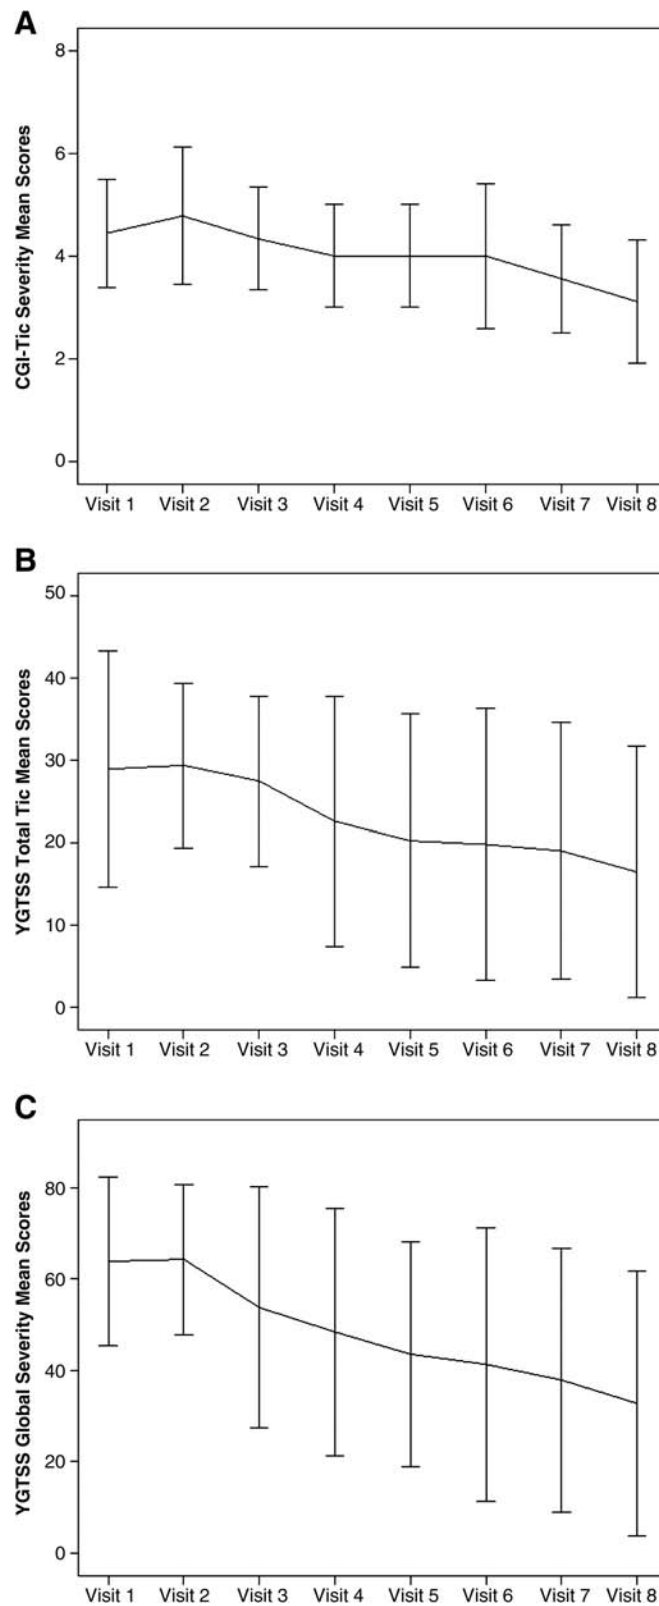 A
CGI-Tic Severity Mean Scores
8
6
4
2
0
Visit 1 Visit 2 Visit 3 Visit 4 Visit 5 Visit 6 Visit 7 Visit 8
B
YGTSS Total Tic Mean Scores
50
40
30
20
10
0
Visit 1 Visit 2 Visit 3 Visit 4 Visit 5 Visit 6 Visit 7 Visit 8
C
YGTSS Global Severity Mean Scores
80
60
40
20
0
Visit 1 Visit 2 Visit 3 Visit 4 Visit 5 Visit 6 Visit 7 Visit 8